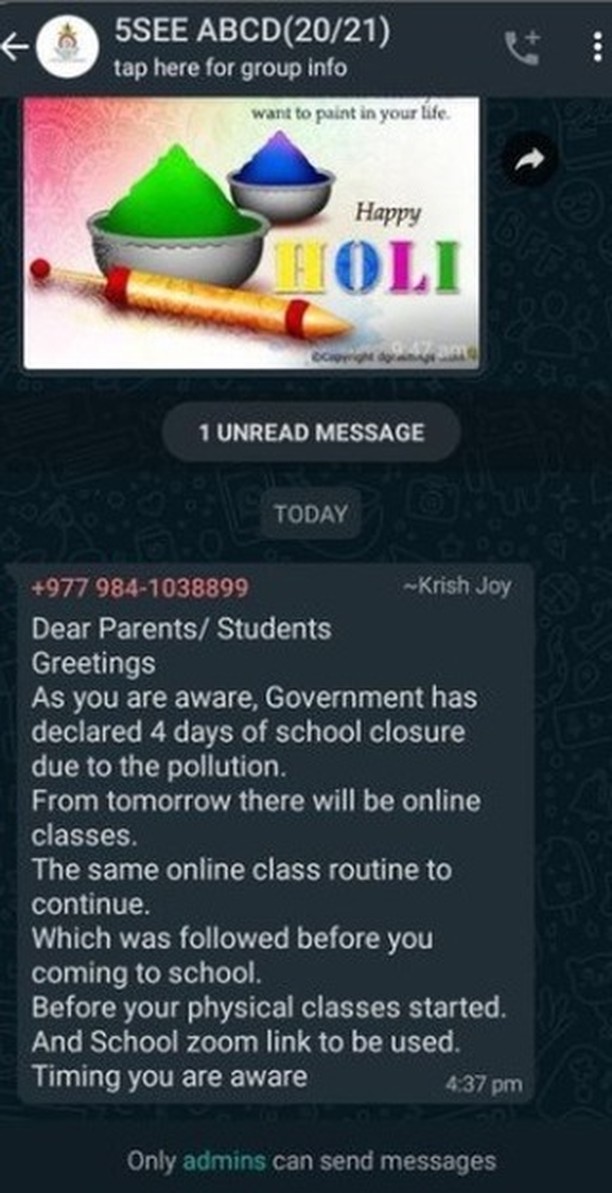 5SEE ABCD(20/21)
tap here for group info
want to paint in your life.
Happy
HOLI
©Copyright
9:47 am
1 UNREAD MESSAGE
TODAY
+977 984-1038899 ~Krish Joy
Dear Parents/ Students
Greetings
As you are aware, Government has
declared 4 days of school closure
due to the pollution.
From tomorrow there will be online
classes.
The same online class routine to
continue.
Which was followed before you
coming to school.
Before your physical classes started.
And School zoom link to be used.
Timing you are aware
4:37 pm
Only admins can send messages